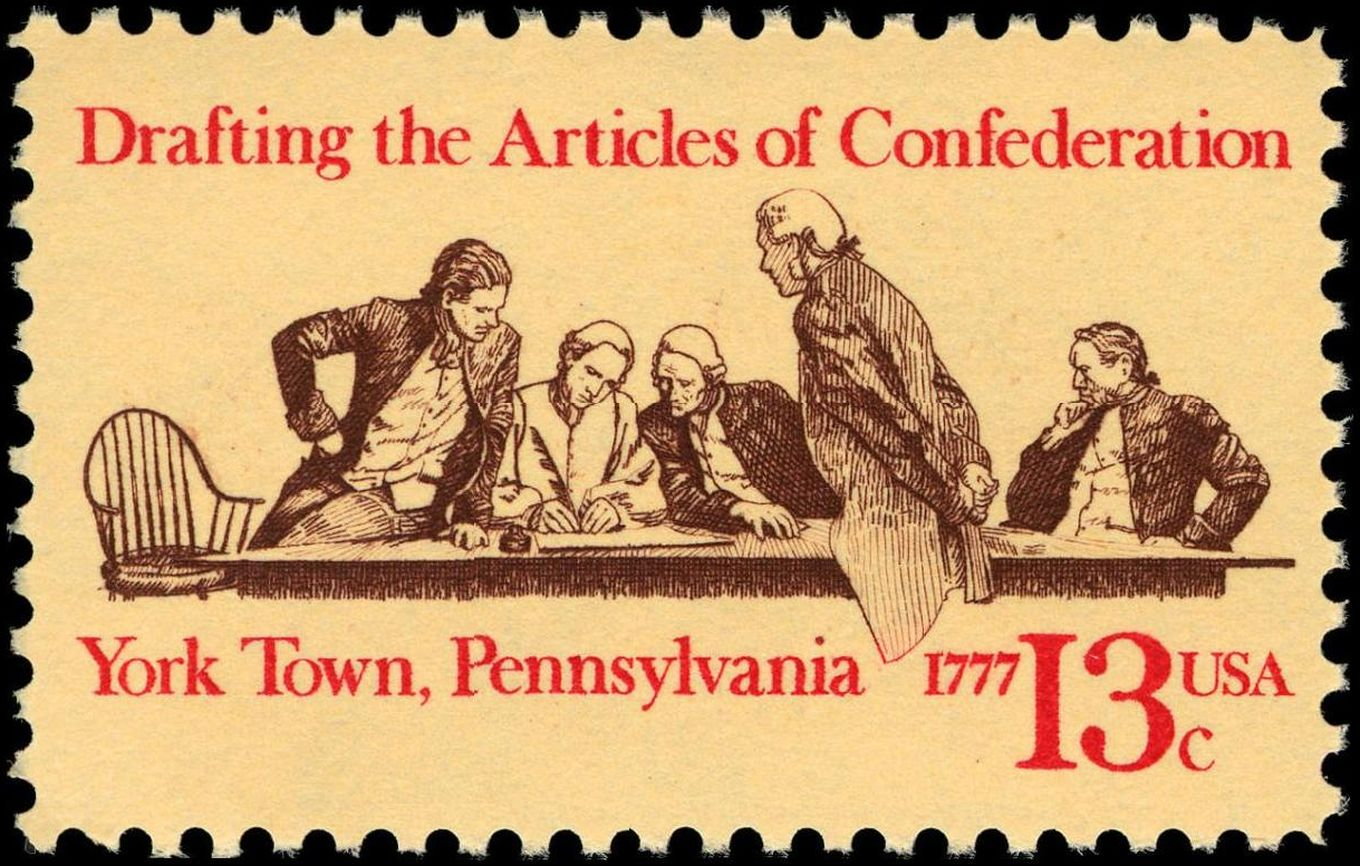 Drafting the Articles of Confederation
York Town, Pennsylvania 1777 13c USA